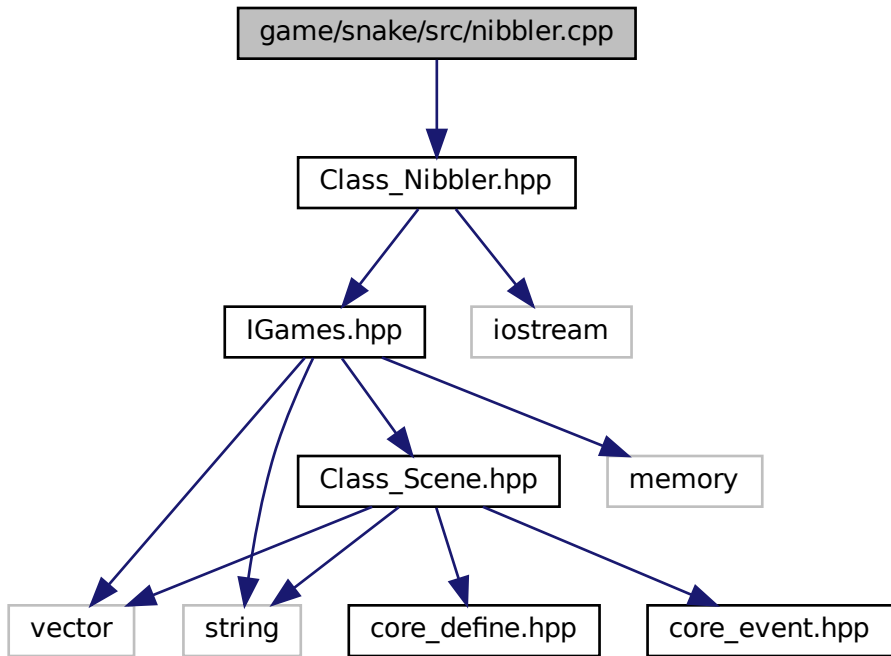 game/snake/src/nibbler.cpp
Class_Nibbler.hpp
IGames.hpp
iostream
Class_Scene.hpp
memory
vector
string
core_define.hpp
core_event.hpp